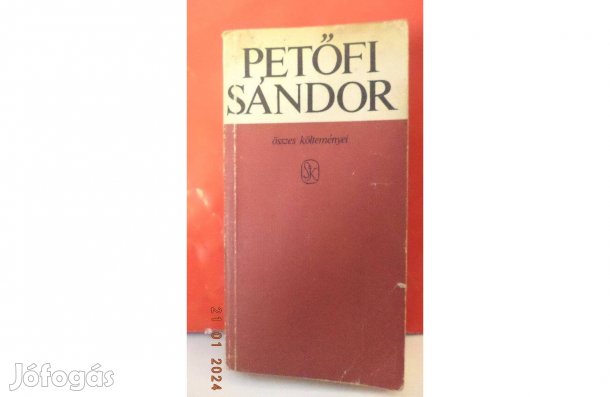 PETŐFI
SÁNDOR
összes költeményei
SK
21 01 2024
Jófogás